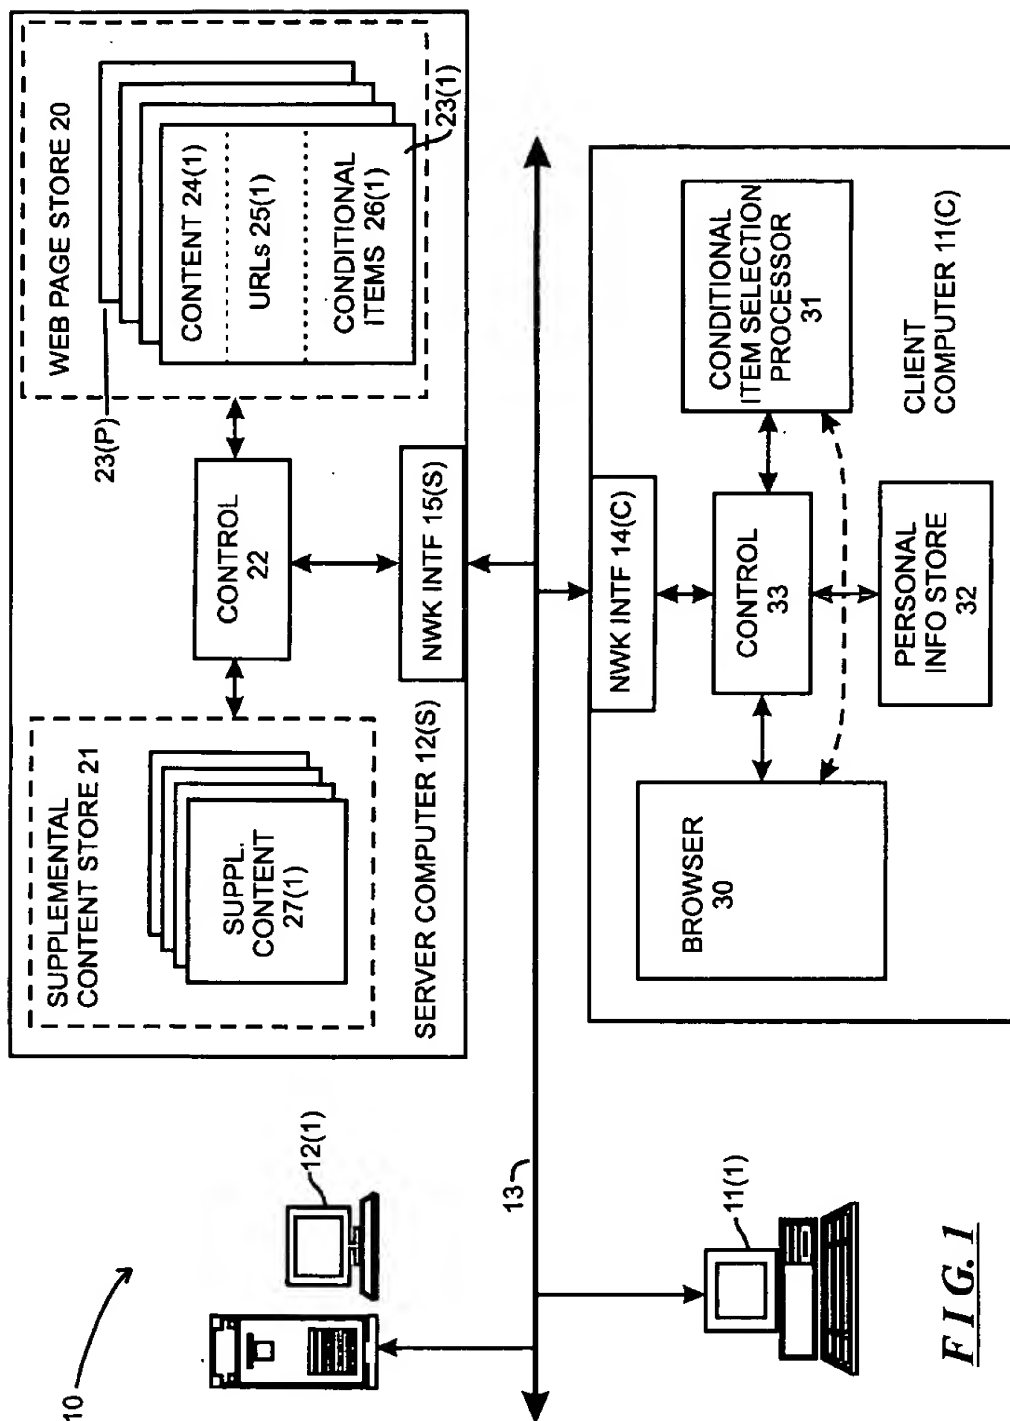 10
12(1)
SUPPLEMENTAL
CONTENT STORE 21
SUPPL.
CONTENT
27(1)
SERVER COMPUTER 12(S)
CONTROL
22
NWK INTF 15(S)
WEB PAGE STORE 20
23(P)
CONTENT 24(1)
URLs 25(1)
CONDITIONAL
ITEMS 26(1)
23(1)
13
11(1)
BROWSER
30
NWK INTF 14(C)
CONTROL
33
PERSONAL
INFO STORE
32
CONDITIONAL
ITEM SELECTION
PROCESSOR
31
CLIENT
COMPUTER 11(C)
FIG. 1